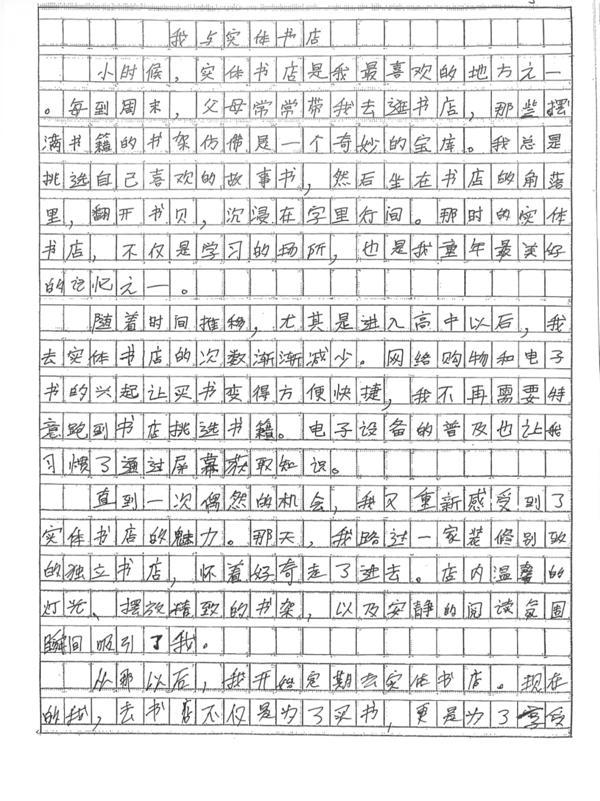 我与实体书店
小时候，实体书店是我最喜欢的地方之一
。每到周末，父母常常带我去逛书店，那些摆
满书籍的书架仿佛是一个奇妙的宝库。我总是
挑选自己喜欢的故事书，然后坐在书店的角落
里，翻开书页，沉浸在字里行间。那时的实体
书店，不仅是学习的场所，也是我童年最美好
的记忆之一。
随着时间推移，尤其是进入高中以后，我
去实体书店的次数渐渐减少。网络购物和电子
书的兴起让买书变得方便快捷，我不再需要特
意跑到书店挑选书籍。电子设备的普及也让我
习惯了通过屏幕获取知识。
直到一次偶然的机会，我又重新感受到了
实体书店的魅力。那天，我路过一家装修别致
的独立书店，怀着好奇走了进去。店内温馨的
灯光、摆放精致的书架，以及安静的阅读氛围
瞬间吸引了我。
从那以后，我开始定期去实体书店。现在
的我，去书店不仅是为了买书，更是为了享受